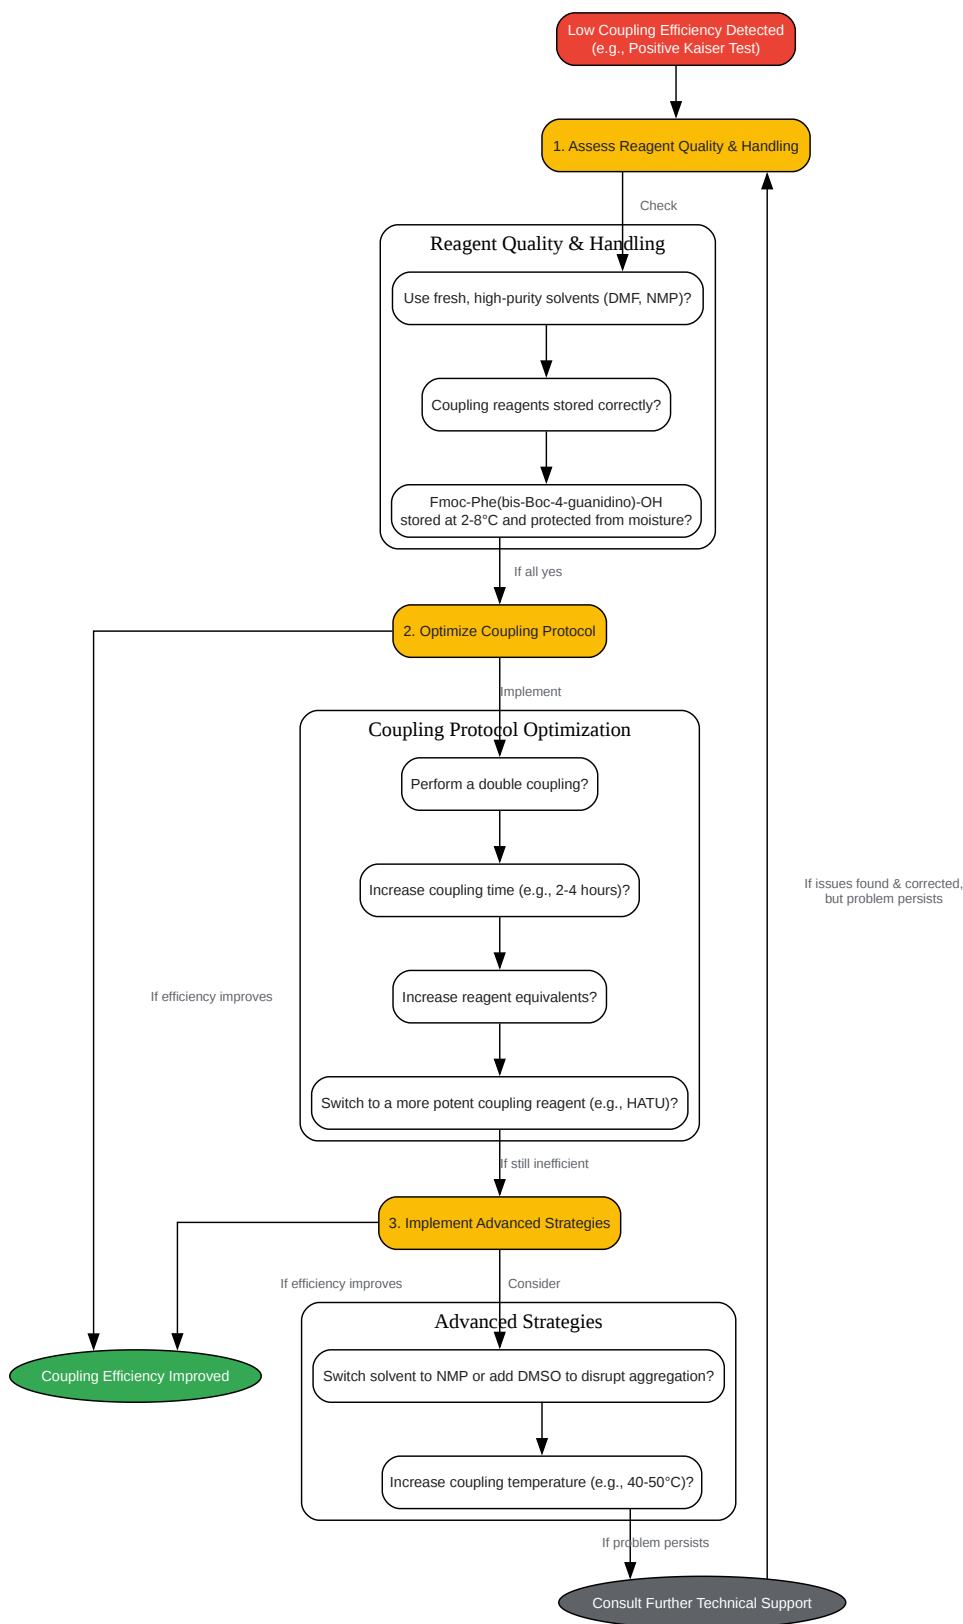 Low Coupling Efficiency Detected
(e.g., Positive Kaiser Test)
1. Assess Reagent Quality & Handling
Check
Reagent Quality & Handling
Use fresh, high-purity solvents (DMF, NMP)?
Coupling reagents stored correctly?
Fmoc-Phe(bis-Boc-4-guanidino)-OH
stored at 2-8°C and protected from moisture?
If all yes
2. Optimize Coupling Protocol
Implement
Coupling Protocol Optimization
Perform a double coupling?
Increase coupling time (e.g., 2-4 hours)?
If issues found & corrected,
but problem persists
If efficiency improves
Increase reagent equivalents?
Switch to a more potent coupling reagent (e.g., HATU)?
If still inefficient
3. Implement Advanced Strategies
If efficiency improves
Consider
Advanced Strategies
Coupling Efficiency Improved
Switch solvent to NMP or add DMSO to disrupt aggregation?
Increase coupling temperature (e.g., 40-50°C)?
If problem persists
Consult Further Technical Support